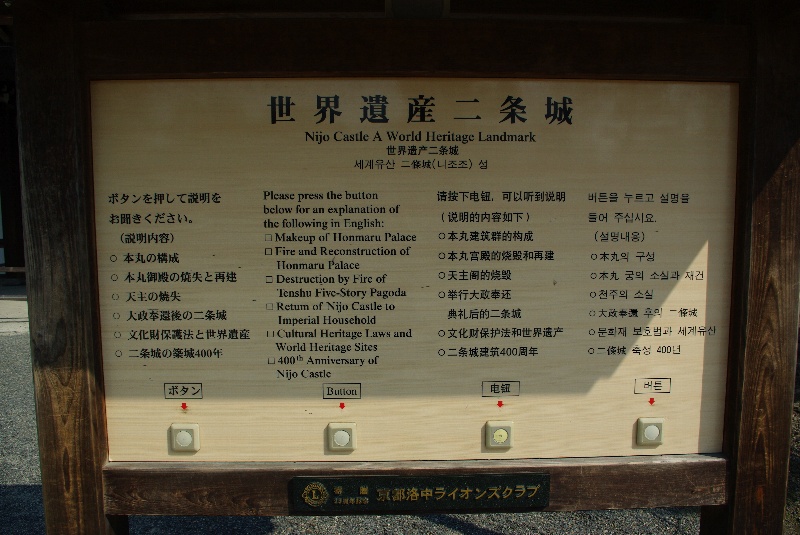 世界遺産二条城
Nijo Castle A World Heritage Landmark
世界遗产二条城
세계유산 二條城(니조조) 성
ボタンを押して説明を
お聞きください。
（説明内容）
○ 本丸の構成
○ 本丸御殿の焼失と再建
○ 天主の焼失
○ 大政奉還後の二条城
○ 文化財保護法と世界遺産
○ 二条城の築城400年
ボタン
Please press the button
below for an explanation of
the following in English:
□ Makeup of Honmaru Palace
□ Fire and Reconstruction of
Honmaru Palace
□ Destruction by Fire of
Tenshu Five-Story Pagoda
□ Return of Nijo Castle to
Imperial Household
□ Cultural Heritage Laws and
World Heritage Sites
□ 400th Anniversary of
Nijo Castle
Button
请按下电钮，可以听到说明
（说明的内容如下）
○本丸建筑群的构成
○本丸宫殿的烧毁和再建
○天主阁的烧毁
○举行大政奉还
典礼后的二条城
○文化财保护法和世界遗产
○二条城建筑400周年
电钮
버튼을 누르고 설명을
들어 주십시요.
(설명내용)
○本丸의 구성
○本丸 궁의 소실과 재건
○천주의 소실
○大政奉還 후의 二條城
○문화재 보호법과 세계유산
○二條城 축성 400년
버튼
京都洛中ライオンズクラブ